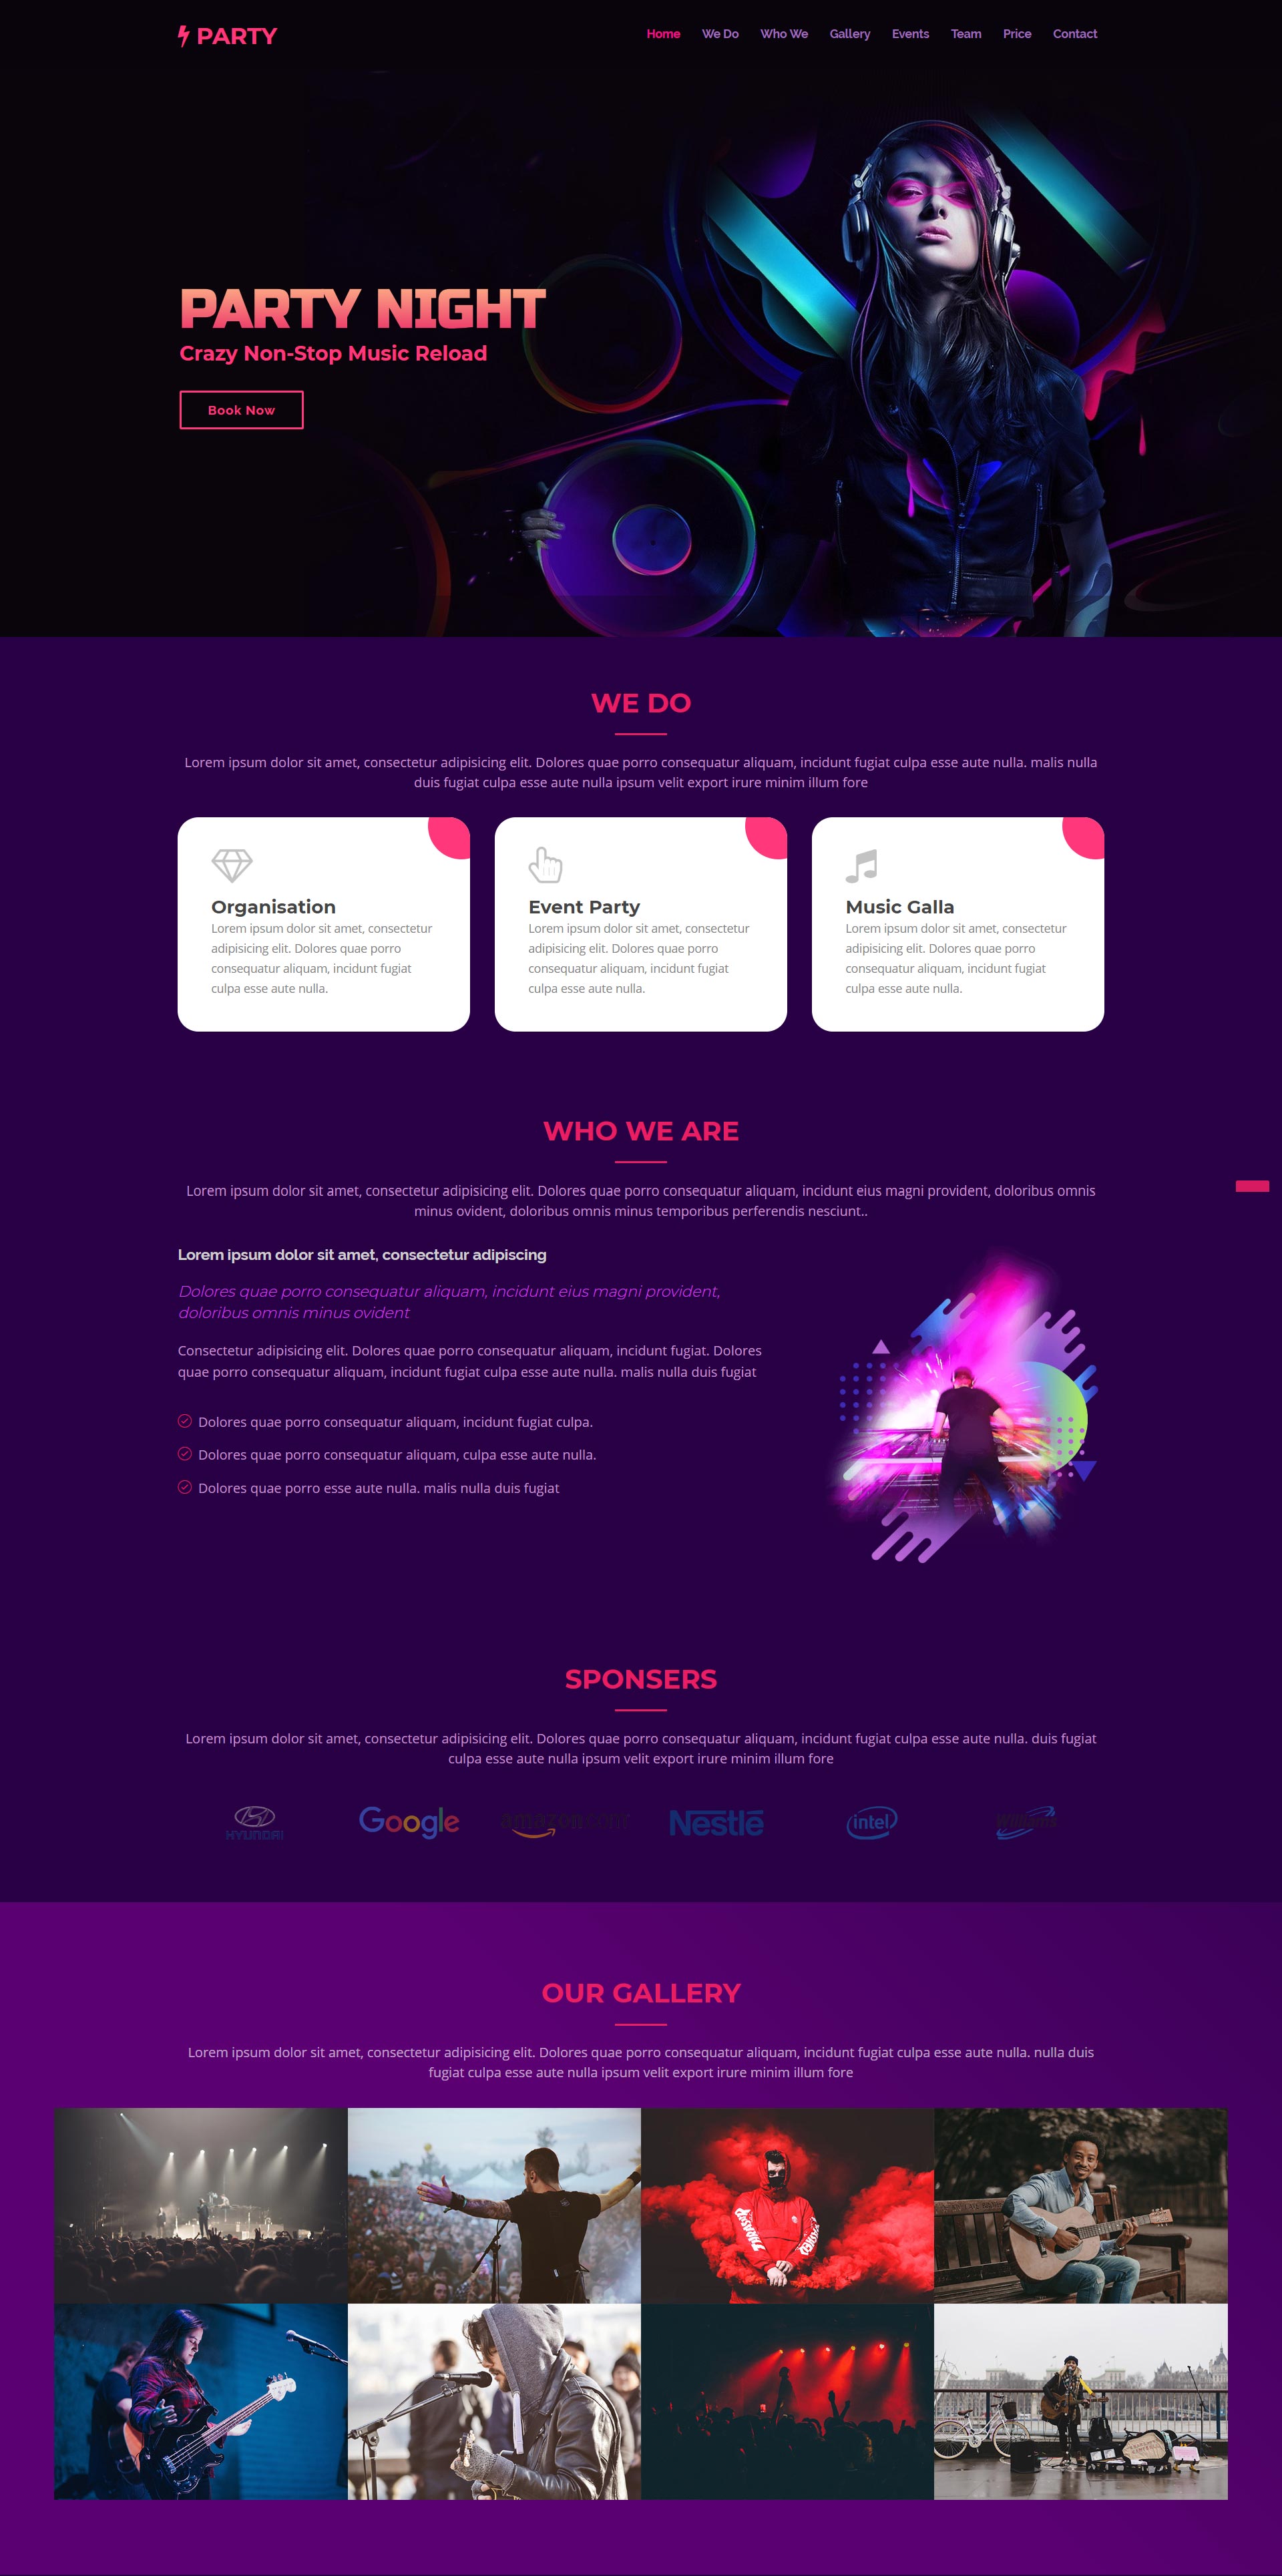 PARTY
Home We Do Who We Gallery Events Team Price Contact
PARTY NIGHT
Crazy Non-Stop Music Reload
Book Now
WE DO
Lorem ipsum dolor sit amet, consectetur adipisicing elit. Dolores quae porro consequatur aliquam, incidunt fugiat culpa esse aute nulla. malis nulla
duis fugiat culpa esse aute nulla ipsum velit export irure minim illum fore
Organisation
Lorem ipsum dolor sit amet, consectetur
adipisicing elit. Dolores quae porro
consequatur aliquam, incidunt fugiat
culpa esse aute nulla.
Event Party
Lorem ipsum dolor sit amet, consectetur
adipisicing elit. Dolores quae porro
consequatur aliquam, incidunt fugiat
culpa esse aute nulla.
Music Galla
Lorem ipsum dolor sit amet, consectetur
adipisicing elit. Dolores quae porro
consequatur aliquam, incidunt fugiat
culpa esse aute nulla.
WHO WE ARE
Lorem ipsum dolor sit amet, consectetur adipisicing elit. Dolores quae porro consequatur aliquam, incidunt eius magni provident, doloribus omnis
minus ovident, doloribus omnis minus temporibus perferendis nesciunt..
Lorem ipsum dolor sit amet, consectetur adipiscing
Dolores quae porro consequatur aliquam, incidunt eius magni provident,
doloribus omnis minus ovident
Consectetur adipisicing elit. Dolores quae porro consequatur aliquam, incidunt fugiat. Dolores
quae porro consequatur aliquam, incidunt fugiat culpa esse aute nulla. malis nulla duis fugiat
Dolores quae porro consequatur aliquam, incidunt fugiat culpa.
Dolores quae porro consequatur aliquam, culpa esse aute nulla.
Dolores quae porro esse aute nulla. malis nulla duis fugiat
SPONSERS
Lorem ipsum dolor sit amet, consectetur adipisicing elit. Dolores quae porro consequatur aliquam, incidunt fugiat culpa esse aute nulla. duis fugiat
culpa esse aute nulla ipsum velit export irure minim illum fore
HYUNDAI Google amazon.com Nestlé intel Williams
OUR GALLERY
Lorem ipsum dolor sit amet, consectetur adipisicing elit. Dolores quae porro consequatur aliquam, incidunt fugiat culpa esse aute nulla. nulla duis
fugiat culpa esse aute nulla ipsum velit export irure minim illum fore